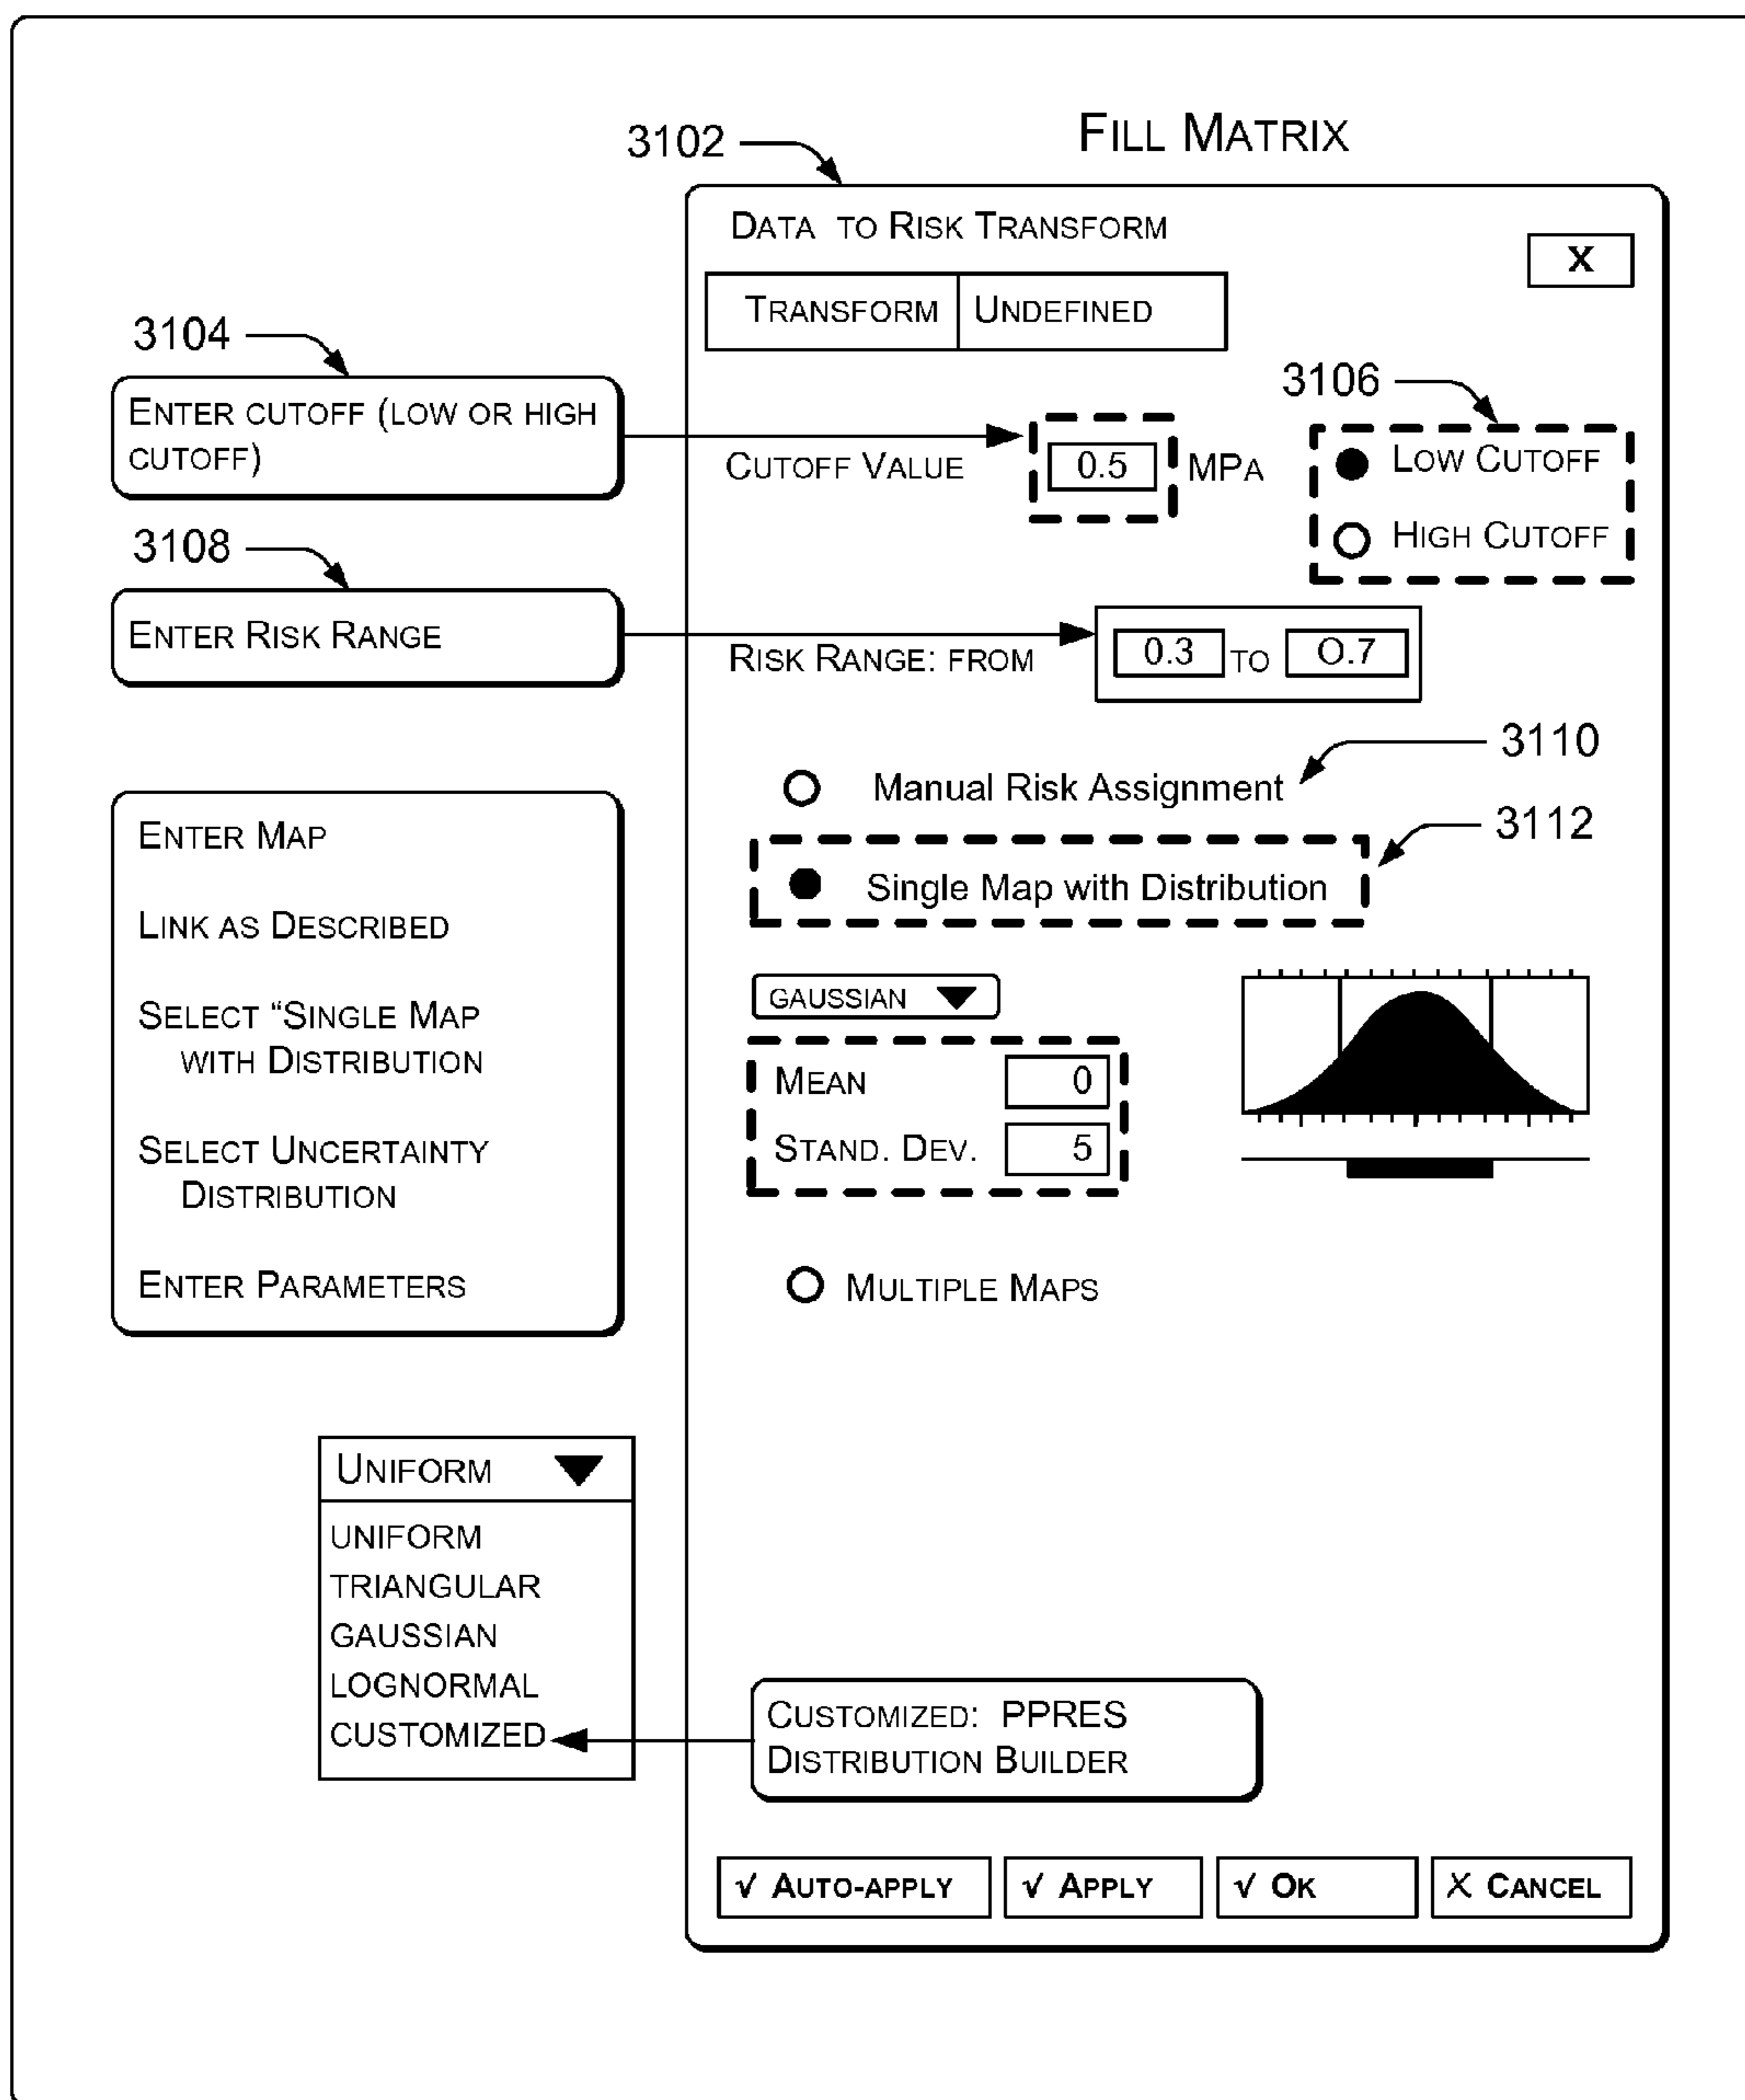 FILL MATRIX
3102
DATA TO RISK TRANSFORM
X
TRANSFORM UNDEFINED
3104
ENTER CUTOFF (LOW OR HIGH
CUTOFF)
CUTOFF VALUE 0.5 MPA
3106
LOW CUTOFF
HIGH CUTOFF
3108
ENTER RISK RANGE
RISK RANGE: FROM 0.3 TO O.7
Manual Risk Assignment 3110
Single Map with Distribution 3112
ENTER MAP
LINK AS DESCRIBED
SELECT “SINGLE MAP
WITH DISTRIBUTION
SELECT UNCERTAINTY
DISTRIBUTION
ENTER PARAMETERS
GAUSSIAN
MEAN 0
STAND. DEV. 5
MULTIPLE MAPS
UNIFORM
UNIFORM
TRIANGULAR
GAUSSIAN
LOGNORMAL
CUSTOMIZED
CUSTOMIZED: PPRES
DISTRIBUTION BUILDER
√ AUTO-APPLY √ APPLY √ OK X CANCEL